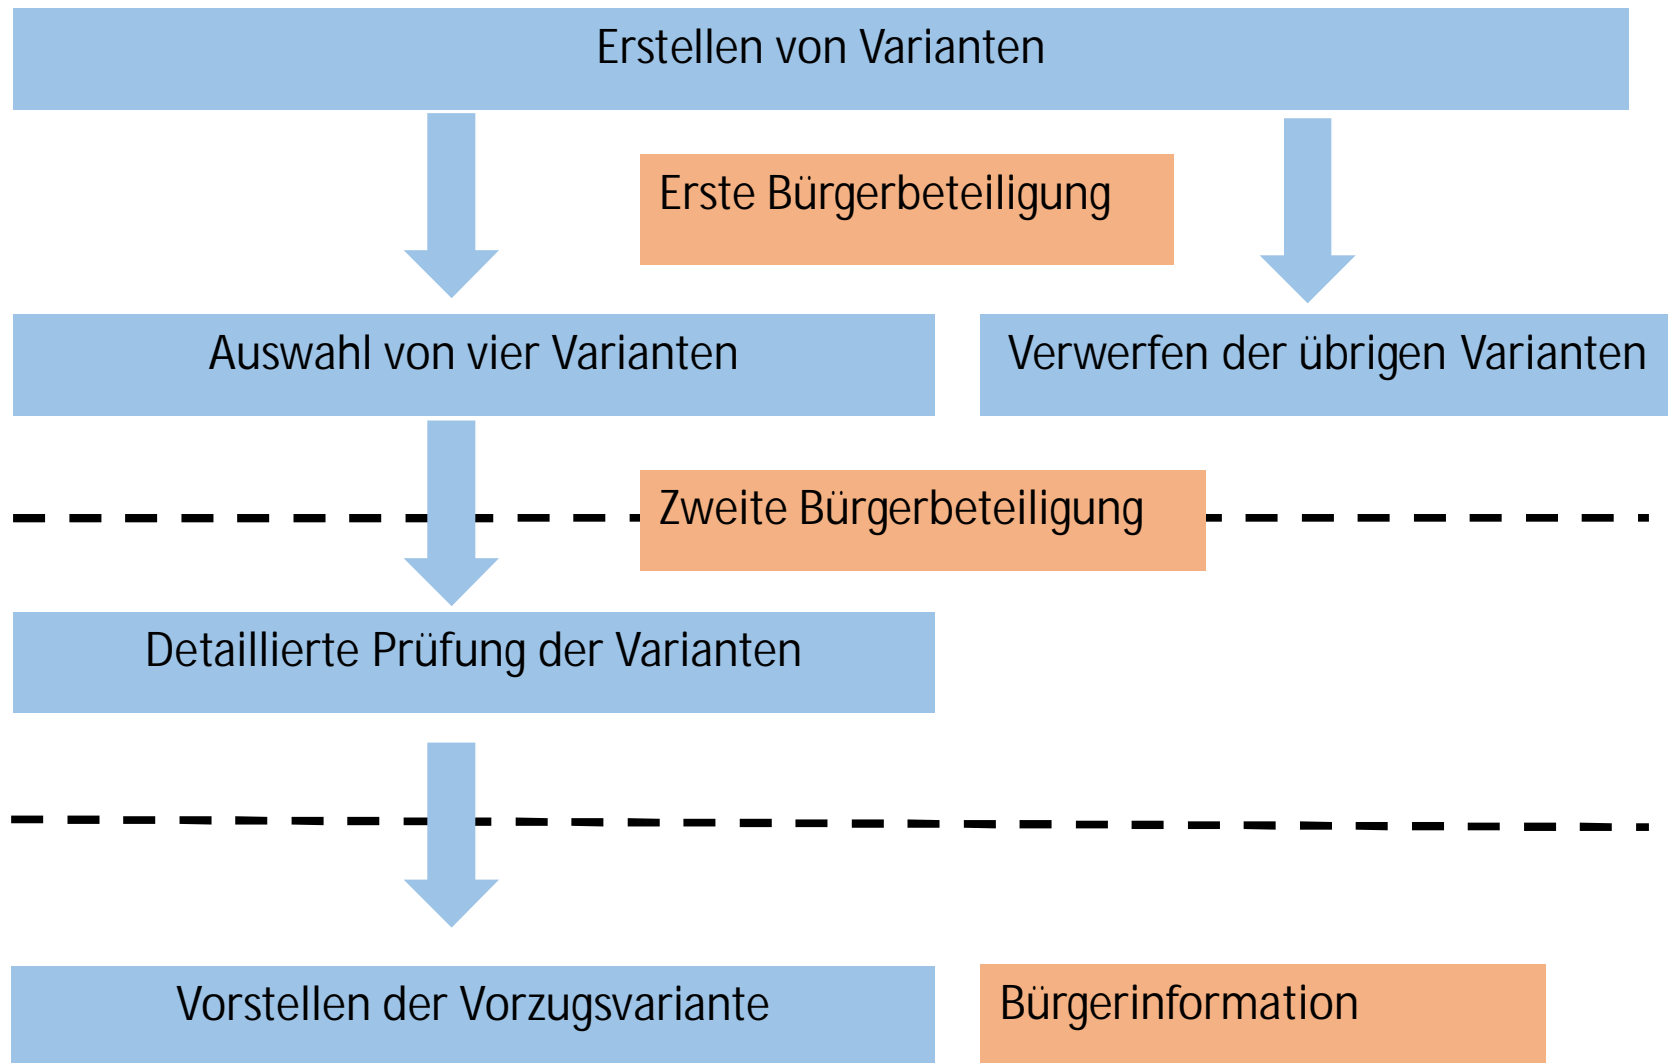 Erstellen von Varianten
Erste Bürgerbeteiligung
Auswahl von vier Varianten
Verwerfen der übrigen Varianten
Zweite Bürgerbeteiligung
Detaillierte Prüfung der Varianten
Vorstellen der Vorzugsvariante
Bürgerinformation